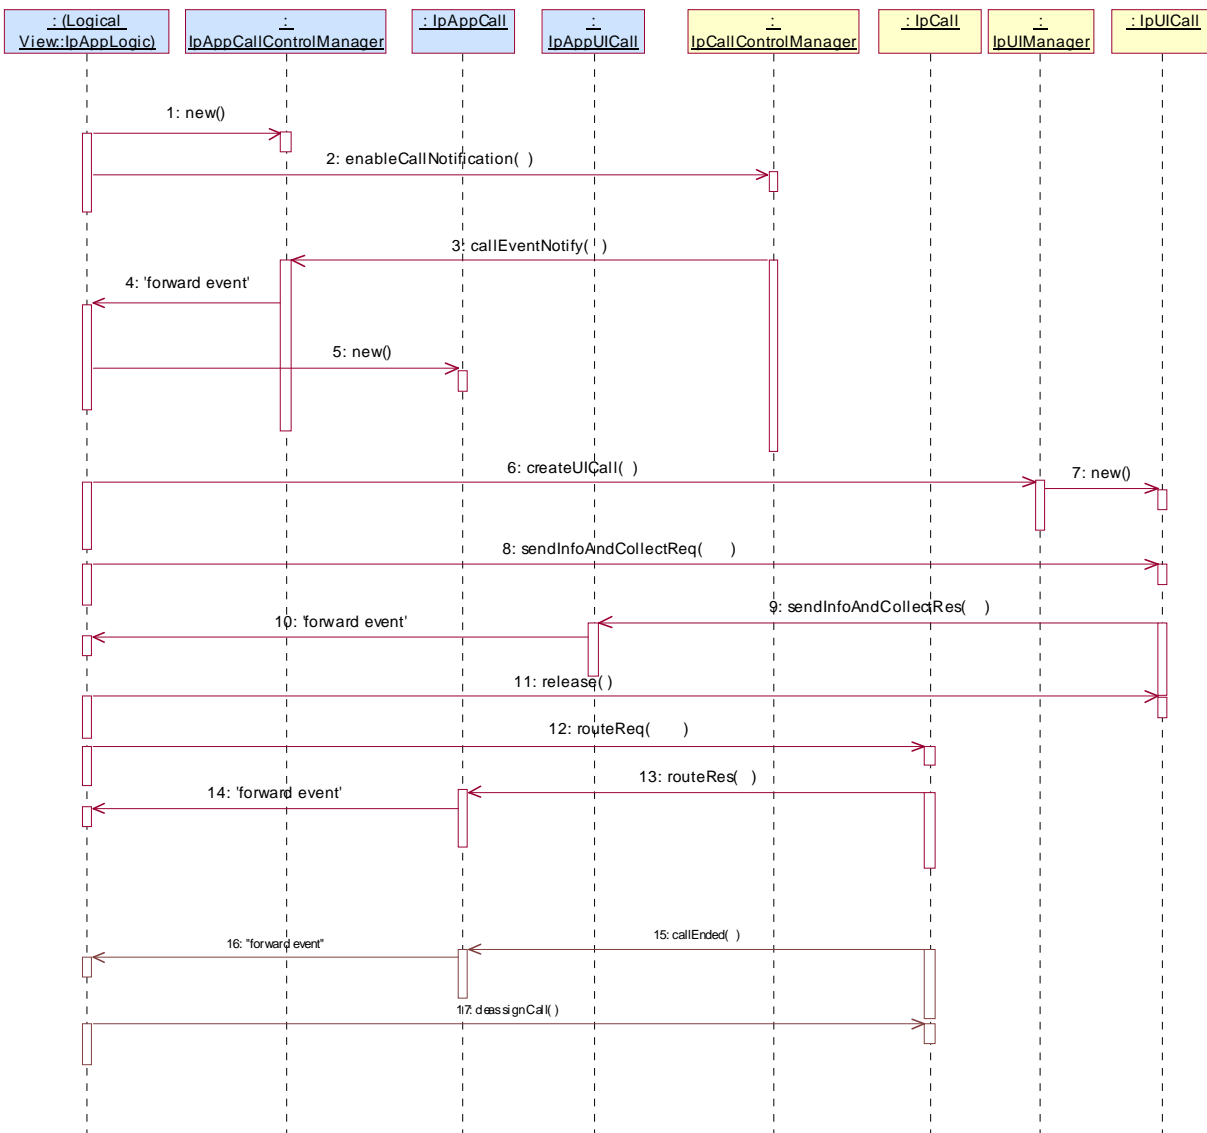 : (Logical
View::IpAppLogic)
:
IpAppCallControlManager
: IpAppCall
:
IpAppUICall
:
IpCallControlManager
: IpCall
:
IpUIManager
: IpUICall
1: new()
2: enableCallNotification( )
3: callEventNotify( )
4: 'forward event'
5: new()
6: createUICall( )
7: new()
8: sendInfoAndCollectReq( )
9: sendInfoAndCollectRes( )
10: 'forward event'
11: release( )
12: routeReq( )
13: routeRes( )
14: 'forward event'
15: callEnded( )
16: "forward event"
17: deassignCall( )